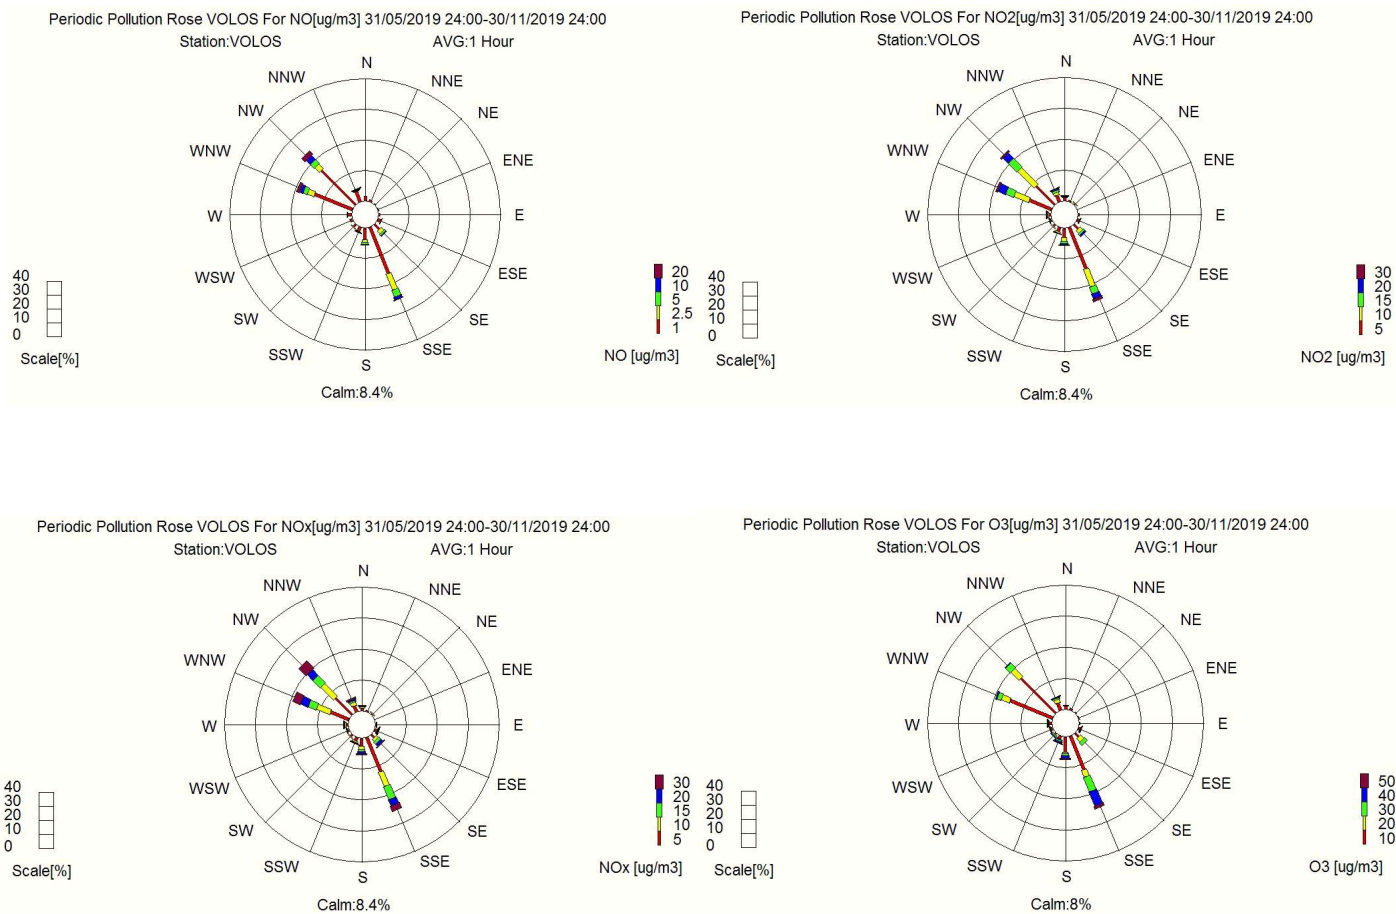 Periodic Pollution Rose VOLOS For NO[ug/m3] 31/05/2019 24:00-30/11/2019 24:00
Station:VOLOS AVG:1 Hour
N
NNW NNE
NW NE
WNW ENE
W E
WSW ESE
SW SE
SSW SSE
S
Calm:8.4%
40
30
20
10
0
Scale[%]
20
10
5
2.5
1
NO [ug/m3]
Periodic Pollution Rose VOLOS For NO2[ug/m3] 31/05/2019 24:00-30/11/2019 24:00
Station:VOLOS AVG:1 Hour
N
NNW NNE
NW NE
WNW ENE
W E
WSW ESE
SW SE
SSW SSE
S
Calm:8.4%
40
30
20
10
0
Scale[%]
30
20
15
10
5
NO2 [ug/m3]
Periodic Pollution Rose VOLOS For NOx[ug/m3] 31/05/2019 24:00-30/11/2019 24:00
Station:VOLOS AVG:1 Hour
N
NNW NNE
NW NE
WNW ENE
W E
WSW ESE
SW SE
SSW SSE
S
Calm:8.4%
40
30
20
10
0
Scale[%]
30
20
15
10
5
NOx [ug/m3]
Periodic Pollution Rose VOLOS For O3[ug/m3] 31/05/2019 24:00-30/11/2019 24:00
Station:VOLOS AVG:1 Hour
N
NNW NNE
NW NE
WNW ENE
W E
WSW ESE
SW SE
SSW SSE
S
Calm:8%
40
30
20
10
0
Scale[%]
50
40
30
20
10
O3 [ug/m3]